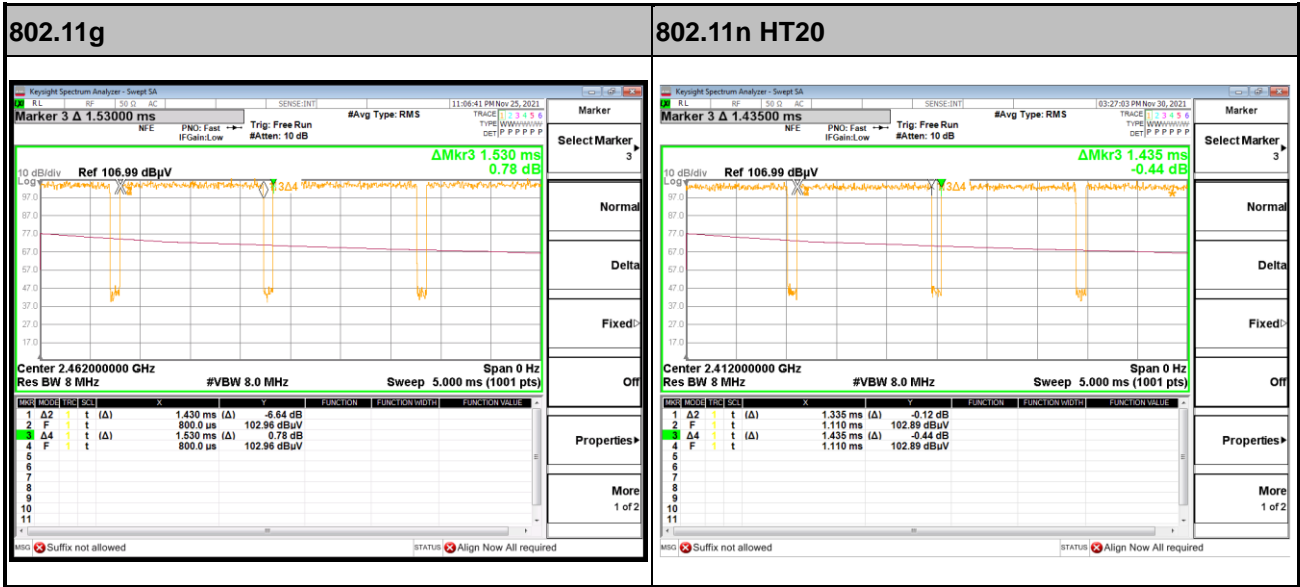 802.11g
802.11n HT20
Keysight Spectrum Analyzer - Swept SA
RL RF 50 Ω AC SENSE:INT 11:06:41 PM Nov 25, 2021
Marker 3 Δ 1.53000 ms
NFE
PNO: Fast
IFGain:Low
Trig: Free Run
#Atten: 10 dB
#Avg Type: RMS
TRACE 1 2 3 4 5 6
TYPE
DET P P P P P P
ΔMkr3 1.530 ms
0.78 dB
10 dB/div
Log
Ref 106.99 dBµV
3Δ4
97.0
87.0
77.0
67.0
57.0
47.0
37.0
27.0
17.0
Center 2.462000000 GHz Span 0 Hz
Res BW 8 MHz #VBW 8.0 MHz Sweep 5.000 ms (1001 pts)
MKR MODE TRC SCL X Y FUNCTION FUNCTION WIDTH FUNCTION VALUE
1 Δ2 1 t (Δ) 1.430 ms (Δ) -6.64 dB
2 F 1 t 800.0 µs 102.96 dBµV
3 Δ4 1 t (Δ) 1.530 ms (Δ) 0.78 dB
4 F 1 t 800.0 µs 102.96 dBµV
5
6
7
8
9
10
11
MSG Suffix not allowed STATUS Align Now All required
Marker
Select Marker
3
Normal
Delta
Fixed
Off
Properties
More
1 of 2
Keysight Spectrum Analyzer - Swept SA
RL RF 50 Ω AC SENSE:INT 03:27:03 PM Nov 30, 2021
Marker 3 Δ 1.43500 ms
NFE
PNO: Fast
IFGain:Low
Trig: Free Run
#Atten: 10 dB
#Avg Type: RMS
TRACE 1 2 3 4 5 6
TYPE
DET P P P P P P
ΔMkr3 1.435 ms
-0.44 dB
10 dB/div
Log
Ref 106.99 dBµV
3Δ4
97.0
87.0
77.0
67.0
57.0
47.0
37.0
27.0
17.0
Center 2.412000000 GHz Span 0 Hz
Res BW 8 MHz #VBW 8.0 MHz Sweep 5.000 ms (1001 pts)
MKR MODE TRC SCL X Y FUNCTION FUNCTION WIDTH FUNCTION VALUE
1 Δ2 1 t (Δ) 1.335 ms (Δ) -0.12 dB
2 F 1 t 1.110 ms 102.89 dBµV
3 Δ4 1 t (Δ) 1.435 ms (Δ) -0.44 dB
4 F 1 t 1.110 ms 102.89 dBµV
5
6
7
8
9
10
11
MSG Suffix not allowed STATUS Align Now All required
Marker
Select Marker
3
Normal
Delta
Fixed
Off
Properties
More
1 of 2